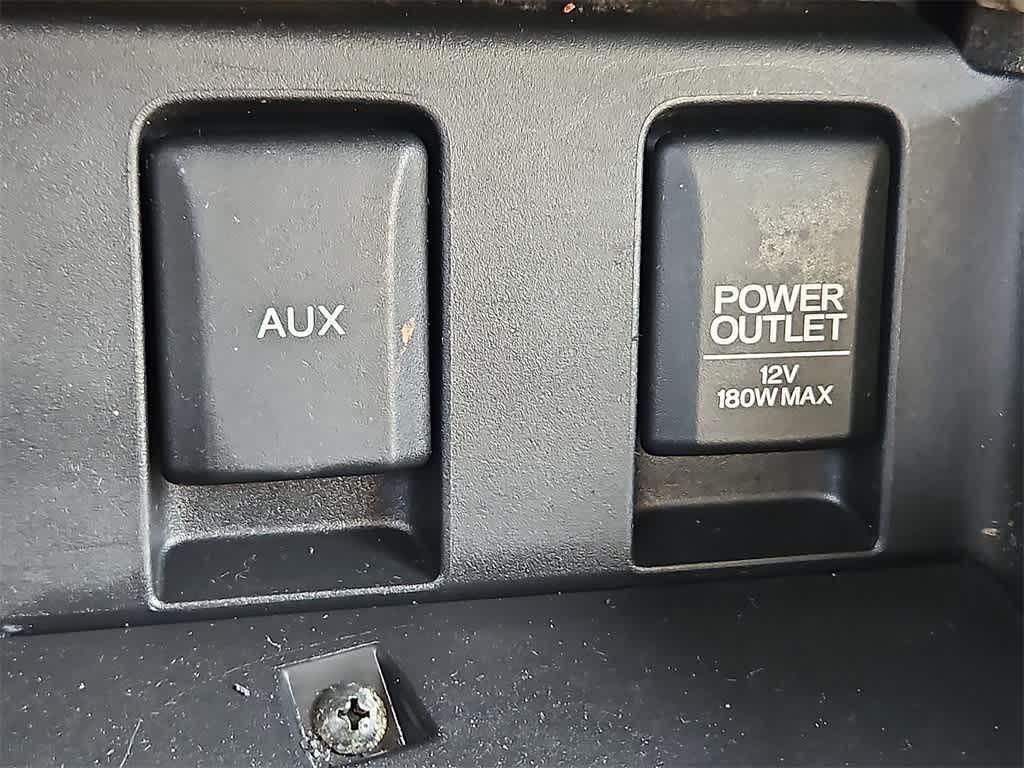 AUX
POWER
OUTLET
12V
180W MAX